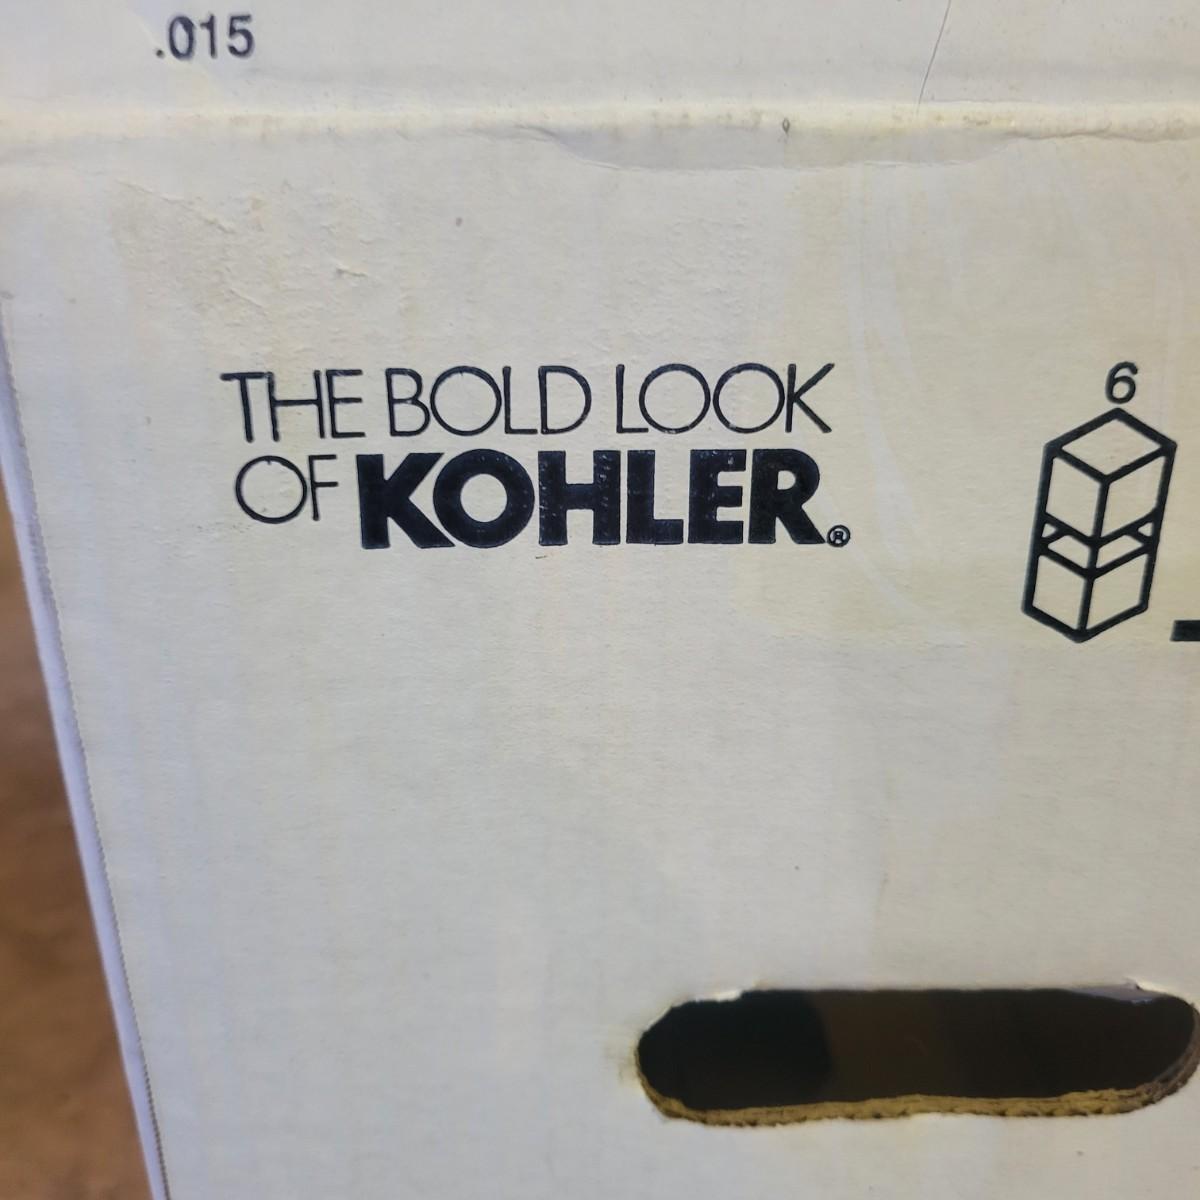 .015
THE BOLD LOOK
OF KOHLER®
6